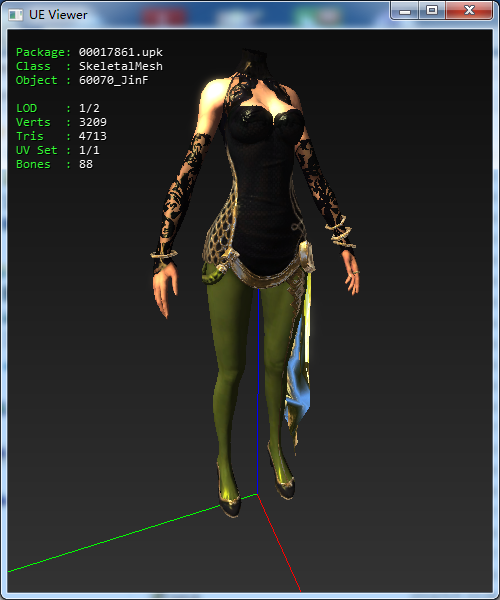 UE Viewer
Package: 00017861.upk
Class : SkeletalMesh
Object : 60070_JinF
LOD : 1/2
Verts : 3209
Tris : 4713
UV Set : 1/1
Bones : 88